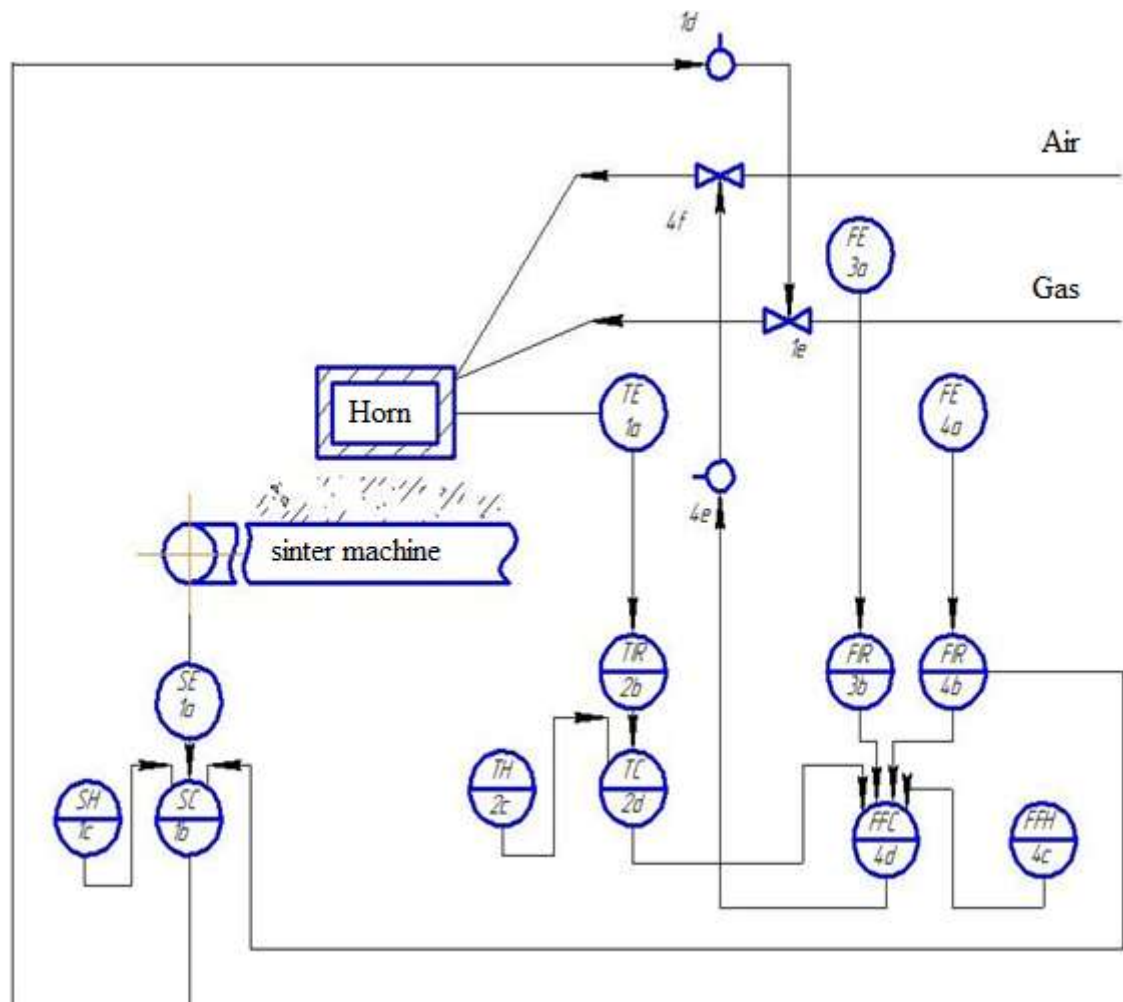 1d
Air
4f
FE
3a
Gas
1e
Horn
TE
1a
FE
4a
4e
sinter machine
SE
1a
TIR
2b
FIR
3b
FIR
4b
SH
1c
SC
1b
TH
2c
TC
2d
FFC
4d
FFH
4c